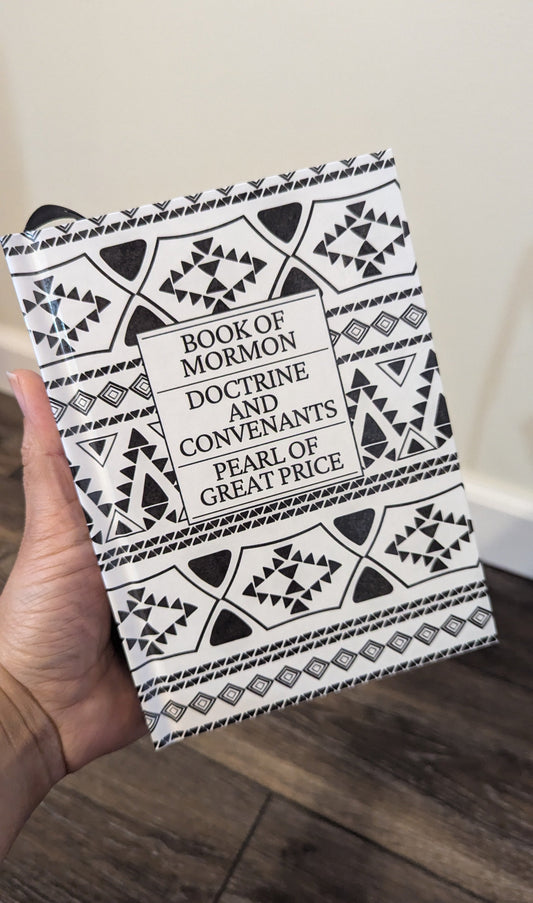 BOOK OF
MORMON
DOCTRINE
AND
CONVENANTS
PEARL OF
GREAT PRICE